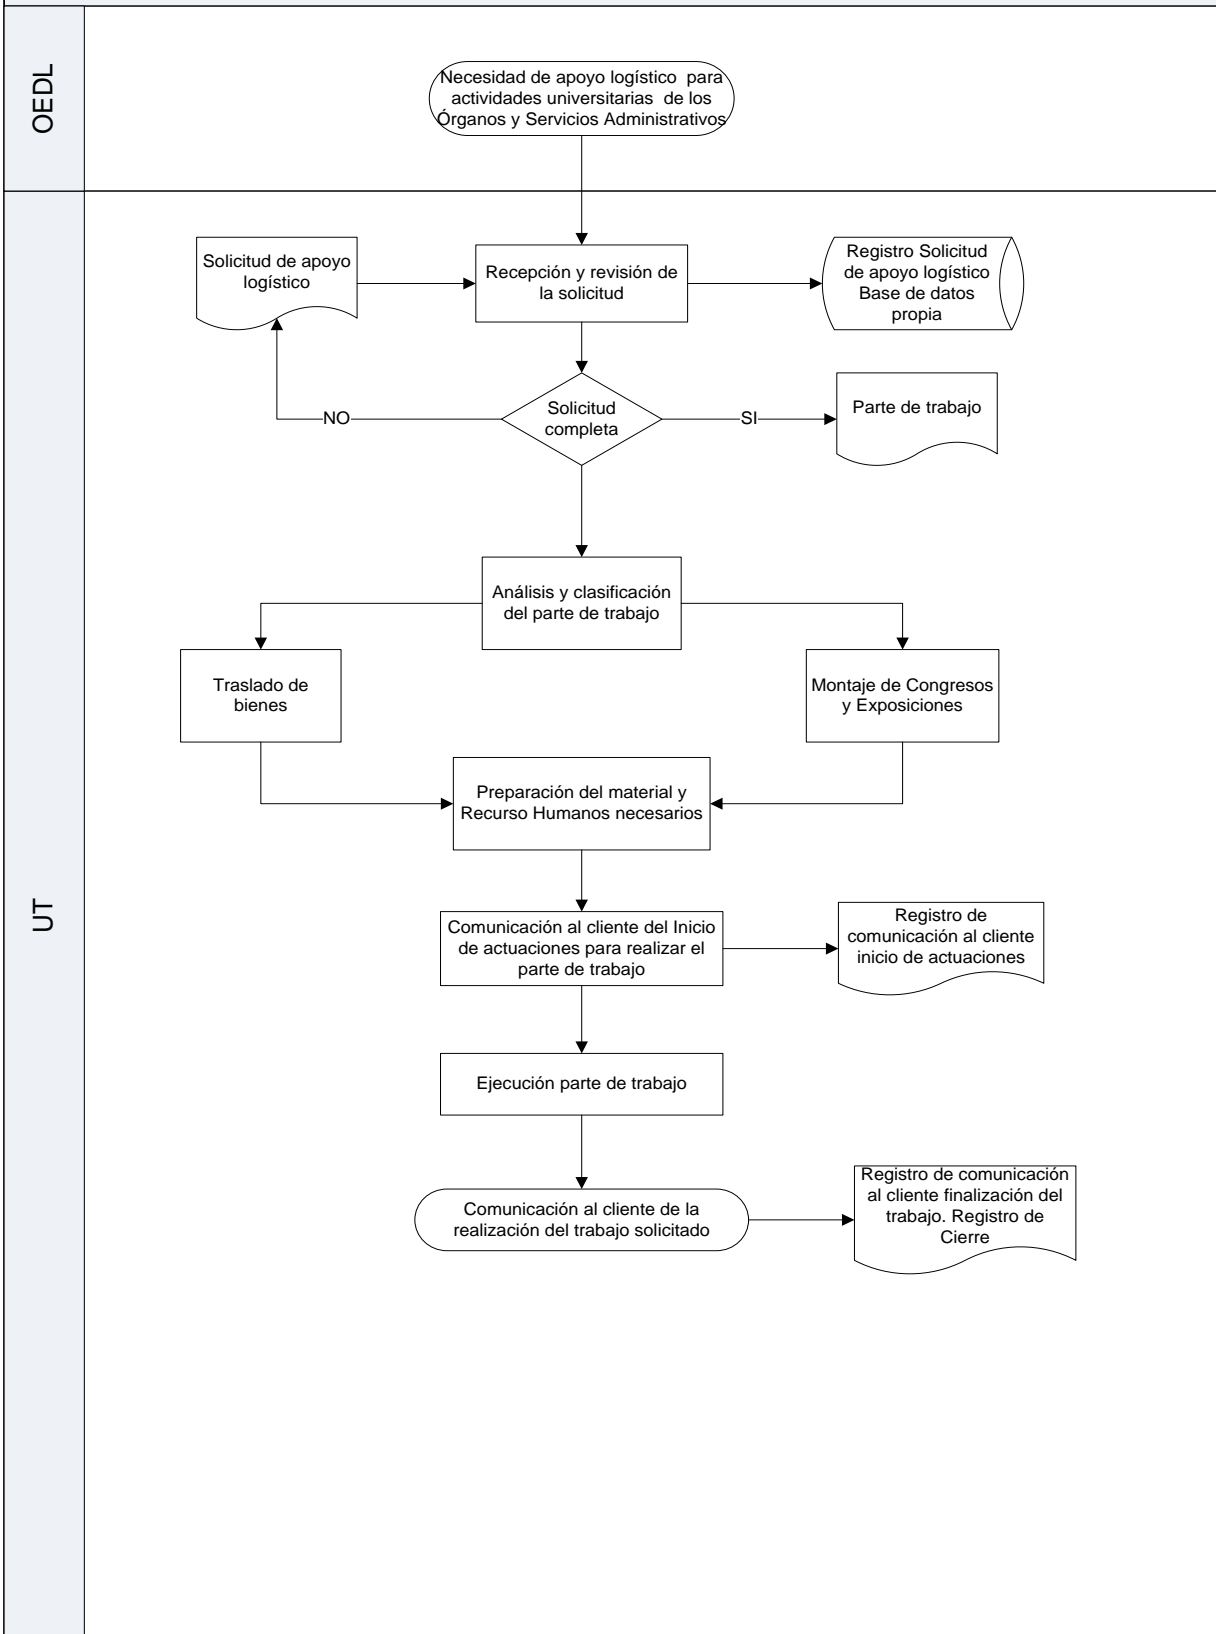 OEDL
Necesidad de apoyo logístico para
actividades universitarias de los
Órganos y Servicios Administrativos
UT
Solicitud de apoyo
logístico
Recepción y revisión de
la solicitud
Registro Solicitud
de apoyo logístico
Base de datos
propia
NO
Solicitud
completa
SI
Parte de trabajo
Análisis y clasificación
del parte de trabajo
Traslado de
bienes
Montaje de Congresos
y Exposiciones
Preparación del material y
Recurso Humanos necesarios
Comunicación al cliente del Inicio
de actuaciones para realizar el
parte de trabajo
Registro de
comunicación al cliente
inicio de actuaciones
Ejecución parte de trabajo
Comunicación al cliente de la
realización del trabajo solicitado
Registro de comunicación
al cliente finalización del
trabajo. Registro de
Cierre